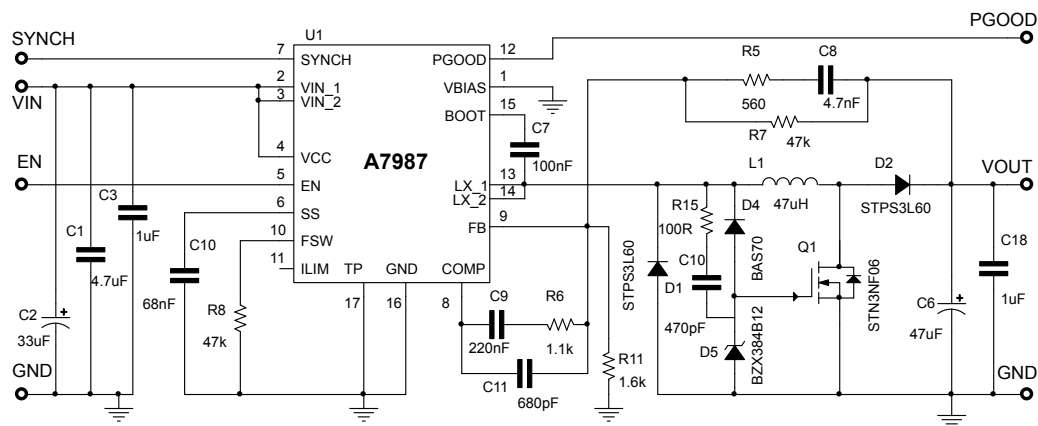 PGOOD
SYNCH
U1
7
SYNCH
PGOOD
12
R5
C8
VIN
2
VIN_1
3
VIN_2
VBIAS
1
560
4.7nF
BOOT
15
C7
R7
47k
4
VCC
A7987
100nF
L1
D2
VOUT
EN
5
EN
LX_1
13
LX_2
14
47uH
STPS3L60
C3
6
SS
FB
9
R15
D4
1uF
C10
10
FSW
100R
BAS70
Q1
C18
C1
11
ILIM
TP
GND
COMP
STPS3L60
D1
C10
STN3NF06
4.7uF
68nF
R8
17
16
8
C9
R6
470pF
C6
1uF
C2
+
33uF
47k
220nF
1.1k
D5
BZX384B12
+
47uF
GND
C11
R11
GND
680pF
1.6k